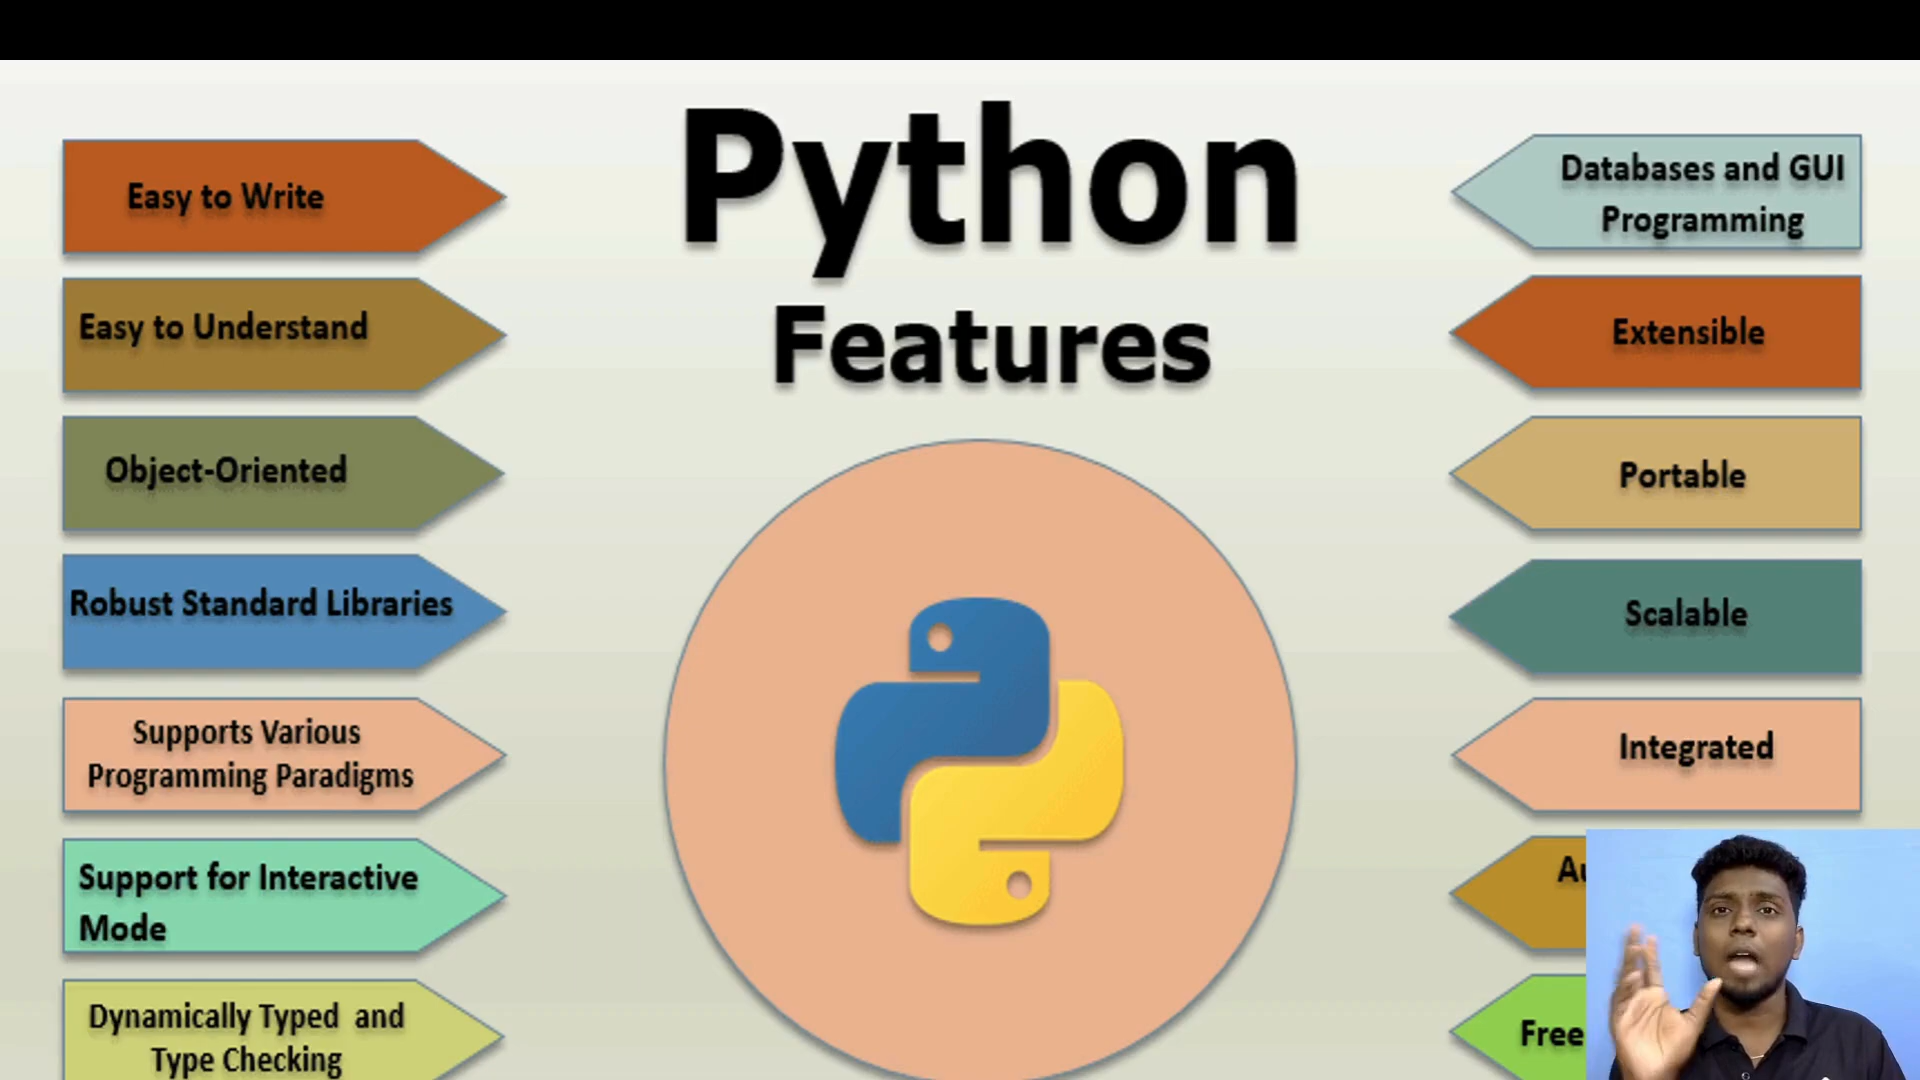 Python
Features
Easy to Write
Easy to Understand
Object-Oriented
Robust Standard Libraries
Supports Various
Programming Paradigms
Support for Interactive
Mode
Dynamically Typed and
Type Checking
Databases and GUI
Programming
Extensible
Portable
Scalable
Integrated
Free